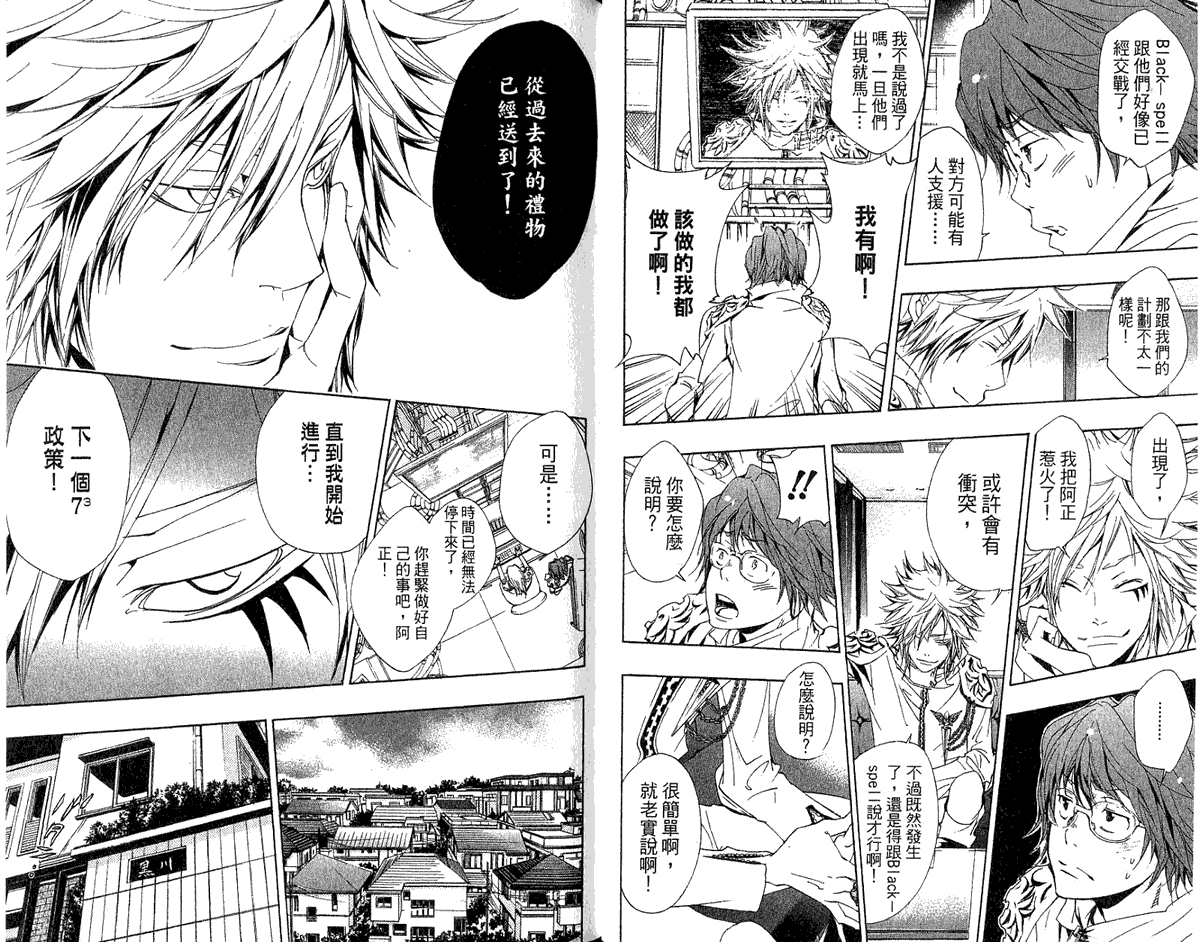 Black－spell
跟他們好像已
經交戰了，
對方可能有
人支援……
我不是說過了
嗎，一旦他們
出現就馬上…
我有啊！
該做的我都
做了啊！
那跟我們的
計劃不太一
樣呢！
出現了，
我把阿正
惹火了！
或許會有
衝突，
!!
你要怎麼
說明？
………
不過既然發生
了，還是得跟Black－
spell說才行啊！
怎麼說明？
很簡單啊，
就老實說啊！
從過去來的禮物
已經送到了！
可是……
時間已經無法
停下來了，
你趕緊做好自
己的事吧，阿
正！
直到我開始
進行…
下一個7³
政策！
黑川